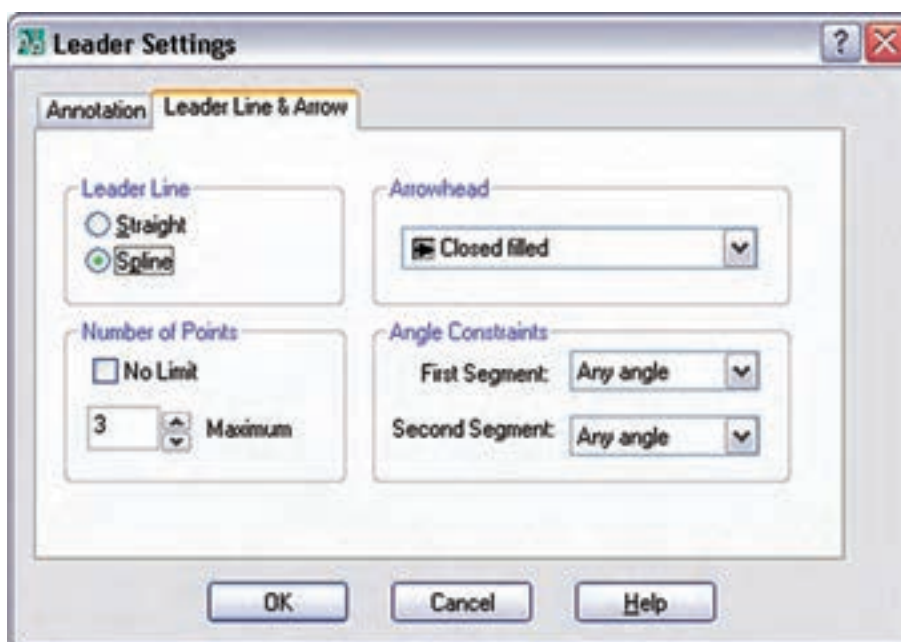 Leader Settings
Annotation
Leader Line & Arrow
Leader Line
Straight
Spline
Arrowhead
Closed filled
Number of Points
No Limit
3 Maximum
Angle Constraints
First Segment: Any angle
Second Segment: Any angle
OK
Cancel
Help